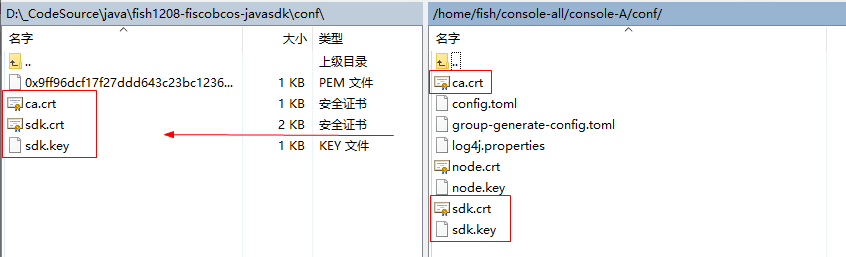 D:\_CodeSource\java\fish1208-fiscobcos-javasdk\conf\
名字 大小 类型
.. 上级目录
0x9ff96dcf17f27ddd643c23bc1236... 1 KB PEM 文件
ca.crt 1 KB 安全证书
sdk.crt 2 KB 安全证书
sdk.key 1 KB KEY 文件
/home/fish/console-all/console-A/conf/
名字
..
ca.crt
config.toml
group-generate-config.toml
log4j.properties
node.crt
node.key
sdk.crt
sdk.key